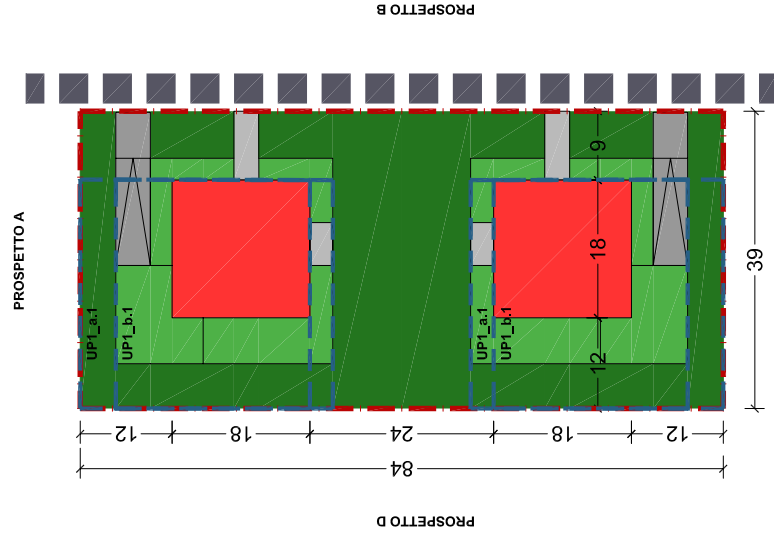 PROSPETTO B
PROSPETTO A
9
18
12
39
UP1_a.1
UP1_b.1
UP1_a.1
UP1_b.1
12
18
24
18
12
84
PROSPETTO D